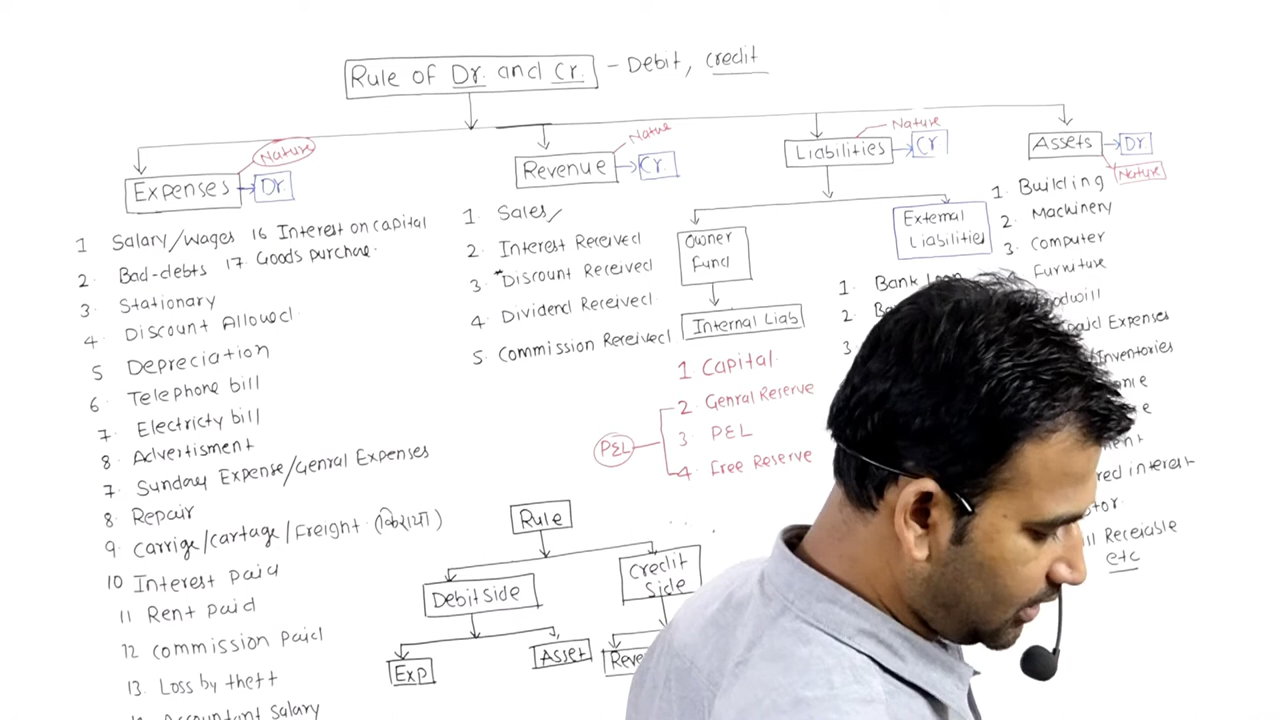 Rule of Dr. and Cr. - Debit, credit
Nature
Expenses
Dr.
1 Salary/wages
2. Bad-debts
3. Stationary
4 Discount Allowed
5 Depreciation
6 Telephone bill
7. Electricty bill
8 Advertisment
7. Sunday Expense/Genral Expenses
8 Repair
9. Carrige/cartage/Freight (किराया)
10 Interest paid
11 Rent paid
12 commission paid
13. Loss by theft
Accountant Salary
16 Interest on capital
17. Goods purchase.
Nature
Revenue
Cr.
1. Sales/
2. Interest Received
3. *Discount Received
4 Dividend Received
5. Commission Received
Nature
Liabilities
Cr
Owner
Fund
Internal Liab
1 Capital.
2 Genral Reserve
3 P&L
4. Free Reserve
P&L
External
Liabilities
1. Bank Loan
2.
3.
Assets
Dr.
Nature
1. Building
2. Machinery
3. Computer
Furniture
Expenses
/Inventories
interest
etc
Rule
Debit side
Exp
Asset
Credit
Side